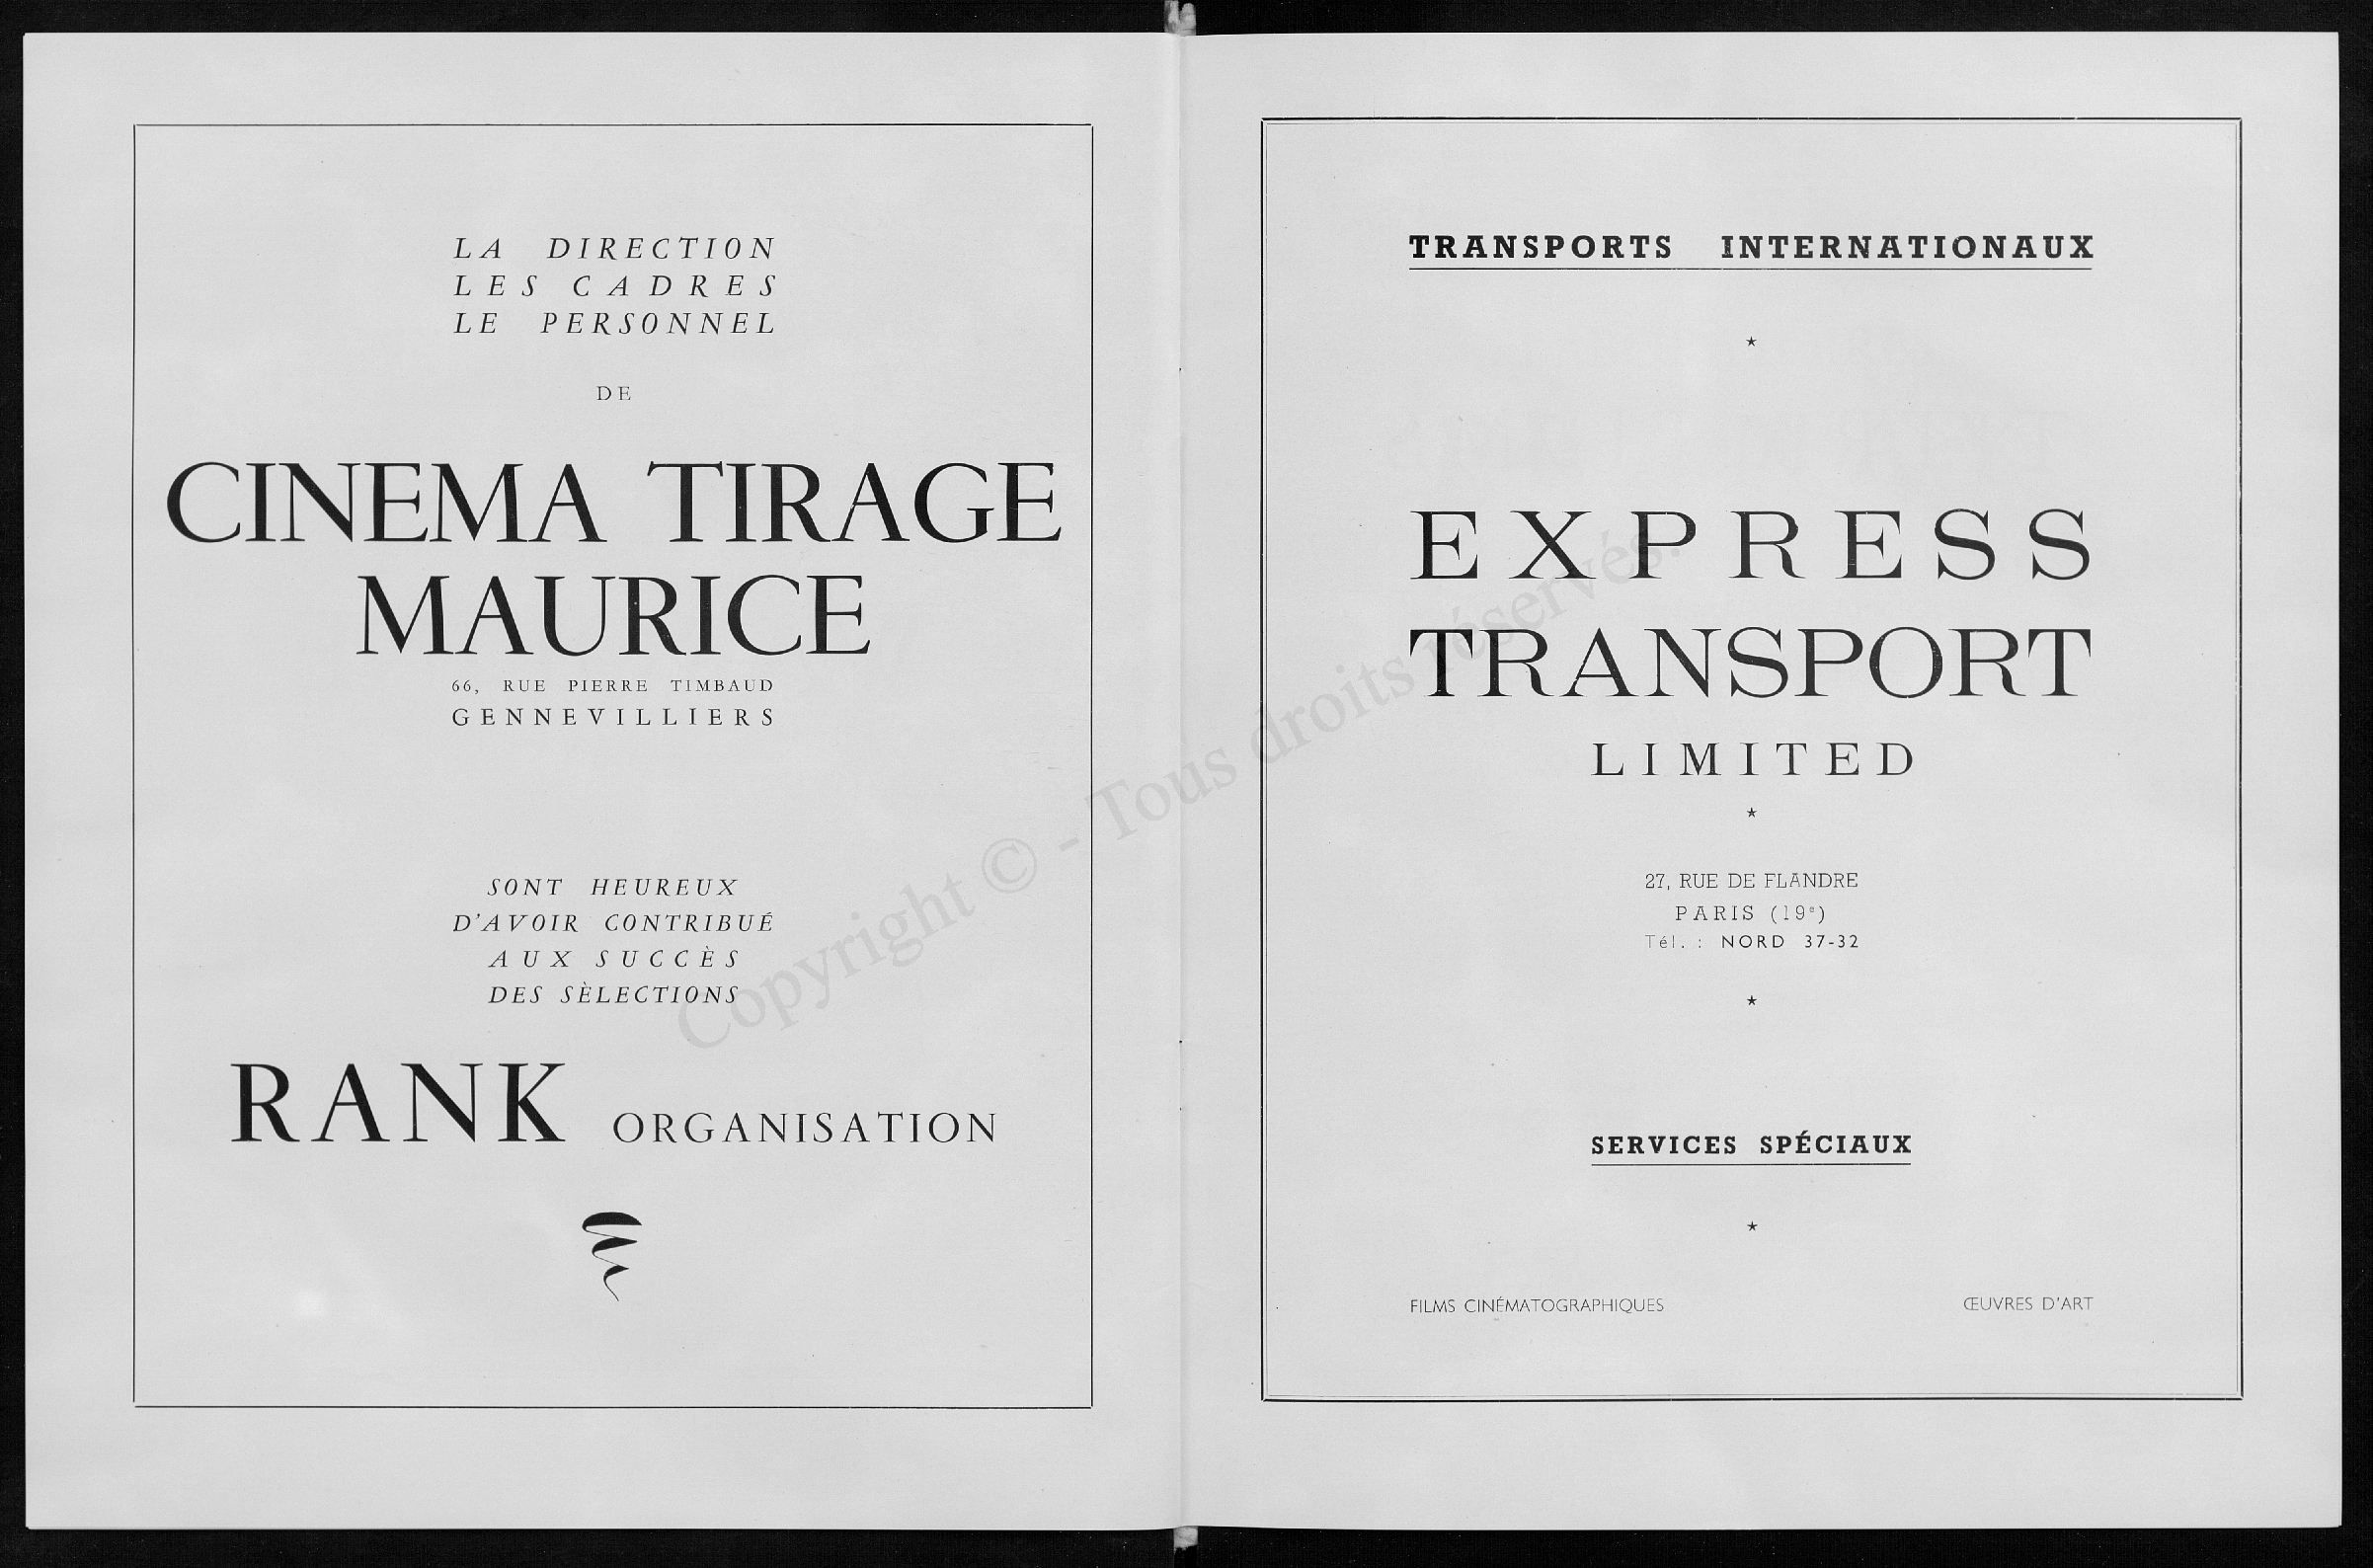 LA DIRECTION
LES CADRES
LE PERSONNEL
DE
CINEMA TIRAGE
MAURICE
66, RUE PIERRE TIMBAUD
GENNEVILLIERS
SONT HEUREUX
D'AVOIR CONTRIBUÉ
AUX SUCCÈS
DES SÈLECTIONS
RANK ORGANISATION
TRANSPORTS INTERNATIONAUX
★
EXPRESS
TRANSPORT
LIMITED
★
27, RUE DE FLANDRE
PARIS (19e)
Tél. : NORD 37-32
★
SERVICES SPÉCIAUX
★
FILMS CINÉMATOGRAPHIQUES ŒUVRES D'ART
Copyright © - Tous droits réservés.